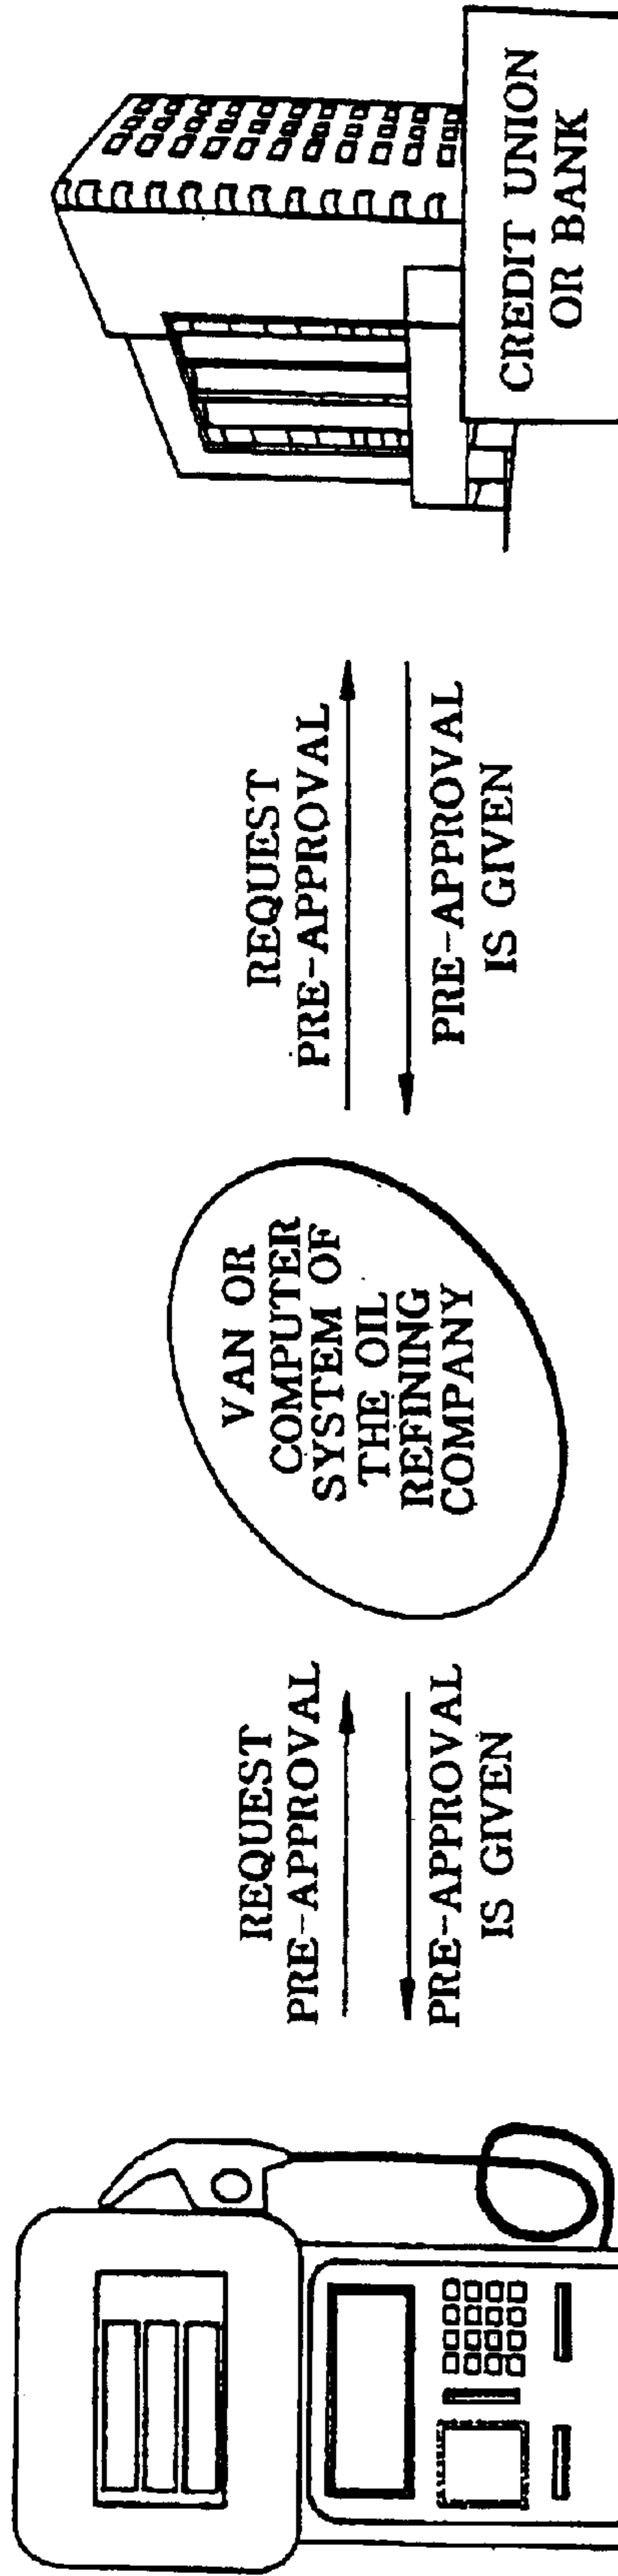 REQUEST
PRE-APPROVAL
PRE-APPROVAL
IS GIVEN
VAN OR
COMPUTER
SYSTEM OF
THE OIL
REFINING
COMPANY
REQUEST
PRE-APPROVAL
PRE-APPROVAL
IS GIVEN
CREDIT UNION
OR BANK